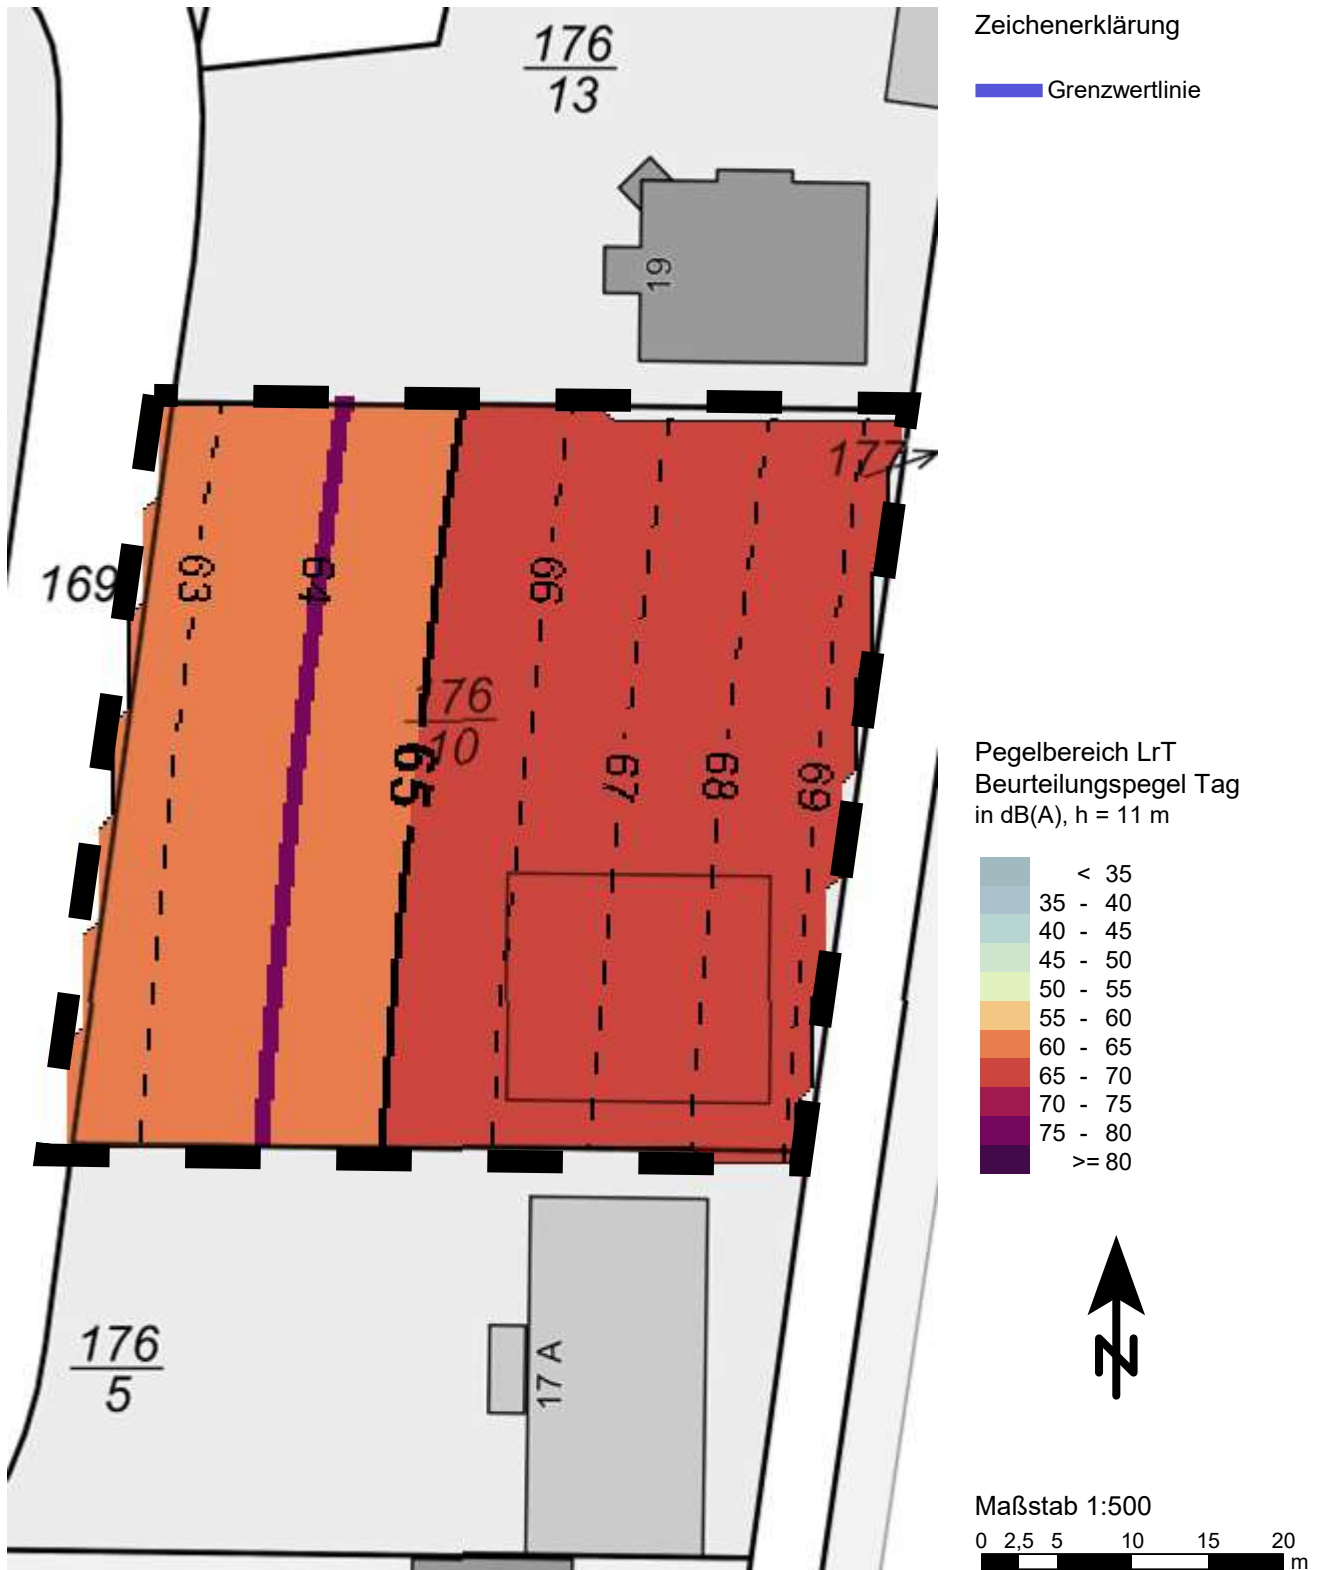 176
13
19
169
177
63
64
65
66
67
68
69
176
10
176
5
17 A
Zeichenerklärung
Grenzwertlinie
Pegelbereich LrT
Beurteilungspegel Tag
in dB(A), h = 11 m
< 35
35 - 40
40 - 45
45 - 50
50 - 55
55 - 60
60 - 65
65 - 70
70 - 75
75 - 80
>= 80
N
Maßstab 1:500
0 2,5 5 10 15 20
m